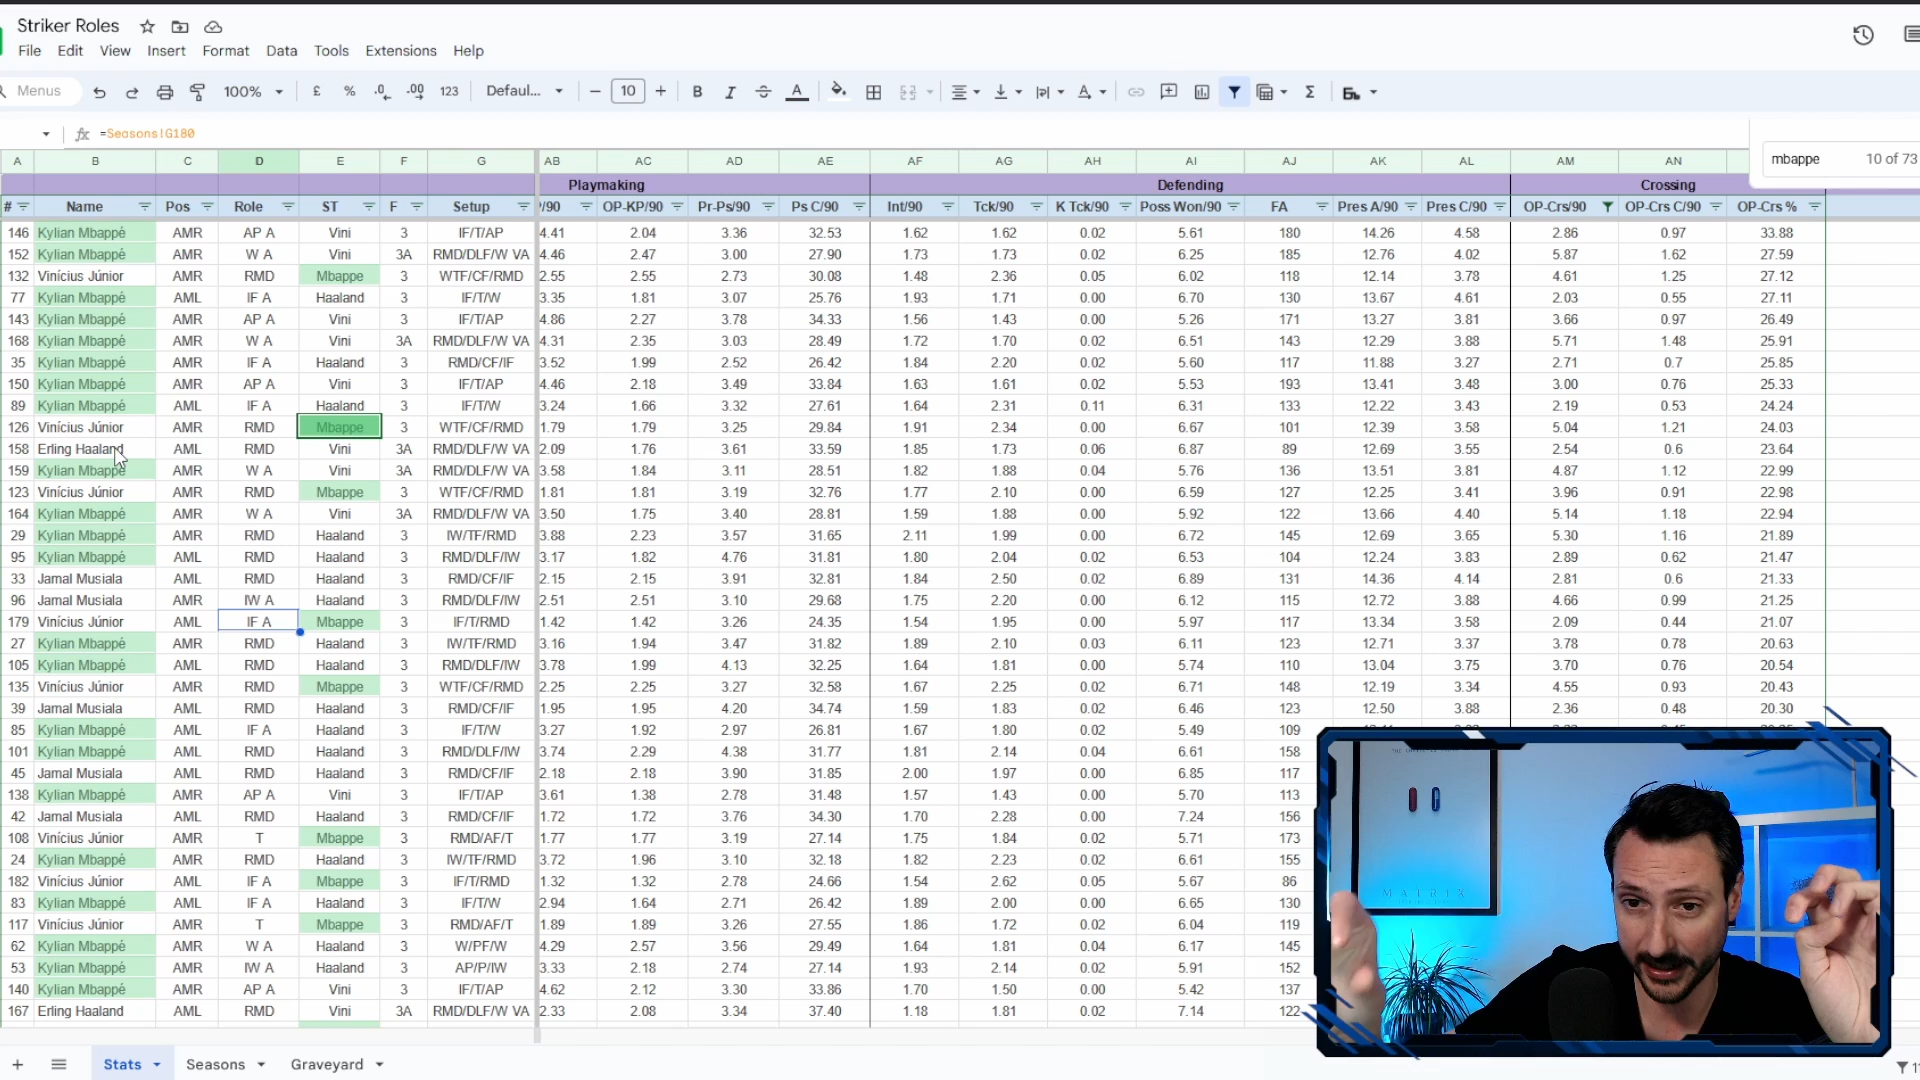 Striker Roles
File Edit View Insert Format Data Tools Extensions Help
Menus 100% £ % .0 .00 123 Defaul... 10 B I A
=Seasons!G180
mbappe 10 of 73
A B C D E F G AB AC AD AE AF AG AH AI AJ AK AL AM AN
Playmaking Defending Crossing
# Name Pos Role ST F Setup /90 OP-KP/90 Pr-Ps/90 Ps C/90 Int/90 Tck/90 K Tck/90 Poss Won/90 FA Pres A/90 Pres C/90 OP-Crs/90 OP-Crs C/90 OP-Crs %
146 Kylian Mbappé AMR AP A Vini 3 IF/T/AP 4.41 2.04 3.36 32.53 1.62 1.62 0.02 5.61 180 14.26 4.58 2.86 0.97 33.88
152 Kylian Mbappé AMR W A Vini 3A RMD/DLF/W VA 4.46 2.47 3.00 27.90 1.73 1.73 0.02 6.25 185 12.76 4.02 5.87 1.62 27.59
132 Vinícius Júnior AMR RMD Mbappe 3 WTF/CF/RMD 2.55 2.55 2.73 30.08 1.48 2.36 0.05 6.02 118 12.14 3.78 4.61 1.25 27.12
77 Kylian Mbappé AML IF A Haaland 3 IF/T/W 3.35 1.81 3.07 25.76 1.93 1.71 0.00 6.70 130 13.67 4.61 2.03 0.55 27.11
143 Kylian Mbappé AMR AP A Vini 3 IF/T/AP 4.86 2.27 3.78 34.33 1.56 1.43 0.00 5.26 171 13.27 3.81 3.66 0.97 26.49
168 Kylian Mbappé AMR W A Vini 3A RMD/DLF/W VA 4.31 2.35 3.03 28.49 1.72 1.70 0.02 6.51 143 12.29 3.88 5.71 1.48 25.91
35 Kylian Mbappé AMR IF A Haaland 3 RMD/CF/IF 3.52 1.99 2.52 26.42 1.84 2.20 0.02 5.60 117 11.88 3.27 2.71 0.7 25.85
150 Kylian Mbappé AMR AP A Vini 3 IF/T/AP 4.46 2.18 3.49 33.84 1.63 1.61 0.02 5.53 193 13.41 3.48 3.00 0.76 25.33
89 Kylian Mbappé AML IF A Haaland 3 IF/T/W 3.24 1.66 3.32 27.61 1.64 2.31 0.11 6.31 133 12.22 3.43 2.19 0.53 24.24
126 Vinícius Júnior AMR RMD Mbappe 3 WTF/CF/RMD 1.79 1.79 3.25 29.84 1.91 2.34 0.00 6.67 101 12.39 3.58 5.04 1.21 24.03
158 Erling Haaland AML RMD Vini 3A RMD/DLF/W VA 2.09 1.76 3.61 33.59 1.85 1.73 0.06 6.87 89 12.69 3.55 2.54 0.6 23.64
159 Kylian Mbappé AMR W A Vini 3A RMD/DLF/W VA 3.58 1.84 3.11 28.51 1.82 1.88 0.04 5.76 136 13.51 3.81 4.87 1.12 22.99
123 Vinícius Júnior AMR RMD Mbappe 3 WTF/CF/RMD 1.81 1.81 3.19 32.76 1.77 2.10 0.00 6.59 127 12.25 3.41 3.96 0.91 22.98
164 Kylian Mbappé AMR W A Vini 3A RMD/DLF/W VA 3.50 1.75 3.40 28.81 1.59 1.88 0.00 5.92 122 13.66 4.40 5.14 1.18 22.94
29 Kylian Mbappé AMR RMD Haaland 3 IW/TF/RMD 3.88 2.23 3.57 31.65 2.11 1.99 0.00 6.72 145 12.69 3.65 5.30 1.16 21.89
95 Kylian Mbappé AML RMD Haaland 3 RMD/DLF/IW 3.17 1.82 4.76 31.81 1.80 2.04 0.02 6.53 104 12.24 3.83 2.89 0.62 21.47
33 Jamal Musiala AML RMD Haaland 3 RMD/CF/IF 2.15 2.15 3.91 32.81 1.84 2.50 0.02 6.89 131 14.36 4.14 2.81 0.6 21.33
96 Jamal Musiala AMR IW A Haaland 3 RMD/DLF/IW 2.51 2.51 3.10 29.68 1.75 2.20 0.00 6.12 115 12.72 3.88 4.66 0.99 21.25
179 Vinícius Júnior AML IF A Mbappe 3 IF/T/RMD 1.42 1.42 2.56 24.35 1.54 1.95 0.00 5.97 117 13.34 3.58 2.09 0.44 21.07
27 Kylian Mbappé AMR RMD Haaland 3 IW/TF/RMD 3.16 1.94 3.47 31.82 1.89 2.10 0.03 6.11 123 12.71 3.37 3.78 0.78 20.63
105 Kylian Mbappé AML RMD Haaland 3 RMD/DLF/IW 3.78 1.99 4.13 32.25 1.64 1.81 0.00 5.74 110 13.04 3.75 3.70 0.76 20.54
135 Vinícius Júnior AMR RMD Mbappe 3 WTF/CF/RMD 2.25 2.25 3.27 32.58 1.67 2.25 0.02 6.71 148 12.19 3.34 4.55 0.93 20.43
39 Jamal Musiala AML RMD Haaland 3 RMD/CF/IF 1.95 1.95 4.20 34.74 1.59 1.83 0.02 6.46 123 12.50 3.88 2.36 0.48 20.30
85 Kylian Mbappé AML IF A Haaland 3 IF/T/W 3.27 1.92 2.97 26.81 1.67 1.80 0.02 5.49 109
101 Kylian Mbappé AML RMD Haaland 3 RMD/DLF/IW 3.74 2.29 4.38 31.77 1.81 2.14 0.04 6.61 158
45 Jamal Musiala AML RMD Haaland 3 RMD/CF/IF 2.18 2.18 3.90 31.85 2.00 1.97 0.00 6.85 117
138 Kylian Mbappé AMR AP A Vini 3 IF/T/AP 3.61 1.38 2.78 31.48 1.57 1.43 0.00 5.70 113
42 Jamal Musiala AML RMD Haaland 3 RMD/CF/IF 1.72 1.72 3.76 34.30 1.70 2.28 0.00 7.24 156
108 Vinícius Júnior AMR T Mbappe 3 RMD/AF/T 1.77 1.77 3.19 27.14 1.75 1.84 0.02 5.71 173
24 Kylian Mbappé AMR RMD Haaland 3 IW/TF/RMD 3.72 1.96 3.10 32.18 1.82 2.23 0.02 6.61 155
182 Vinícius Júnior AML IF A Mbappe 3 IF/T/RMD 1.32 1.32 2.78 24.66 1.54 2.62 0.05 5.67 86
83 Kylian Mbappé AML IF A Haaland 3 IF/T/W 2.94 1.64 2.71 26.42 1.89 2.00 0.00 6.65 130
117 Vinícius Júnior AMR T Mbappe 3 RMD/AF/T 1.89 1.89 3.26 27.55 1.86 1.72 0.02 6.04 119
62 Kylian Mbappé AMR W A Haaland 3 W/PF/W 4.29 2.57 3.56 29.49 1.64 1.81 0.04 6.17 145
53 Kylian Mbappé AMR IW A Haaland 3 AP/P/IW 3.33 2.18 2.74 27.14 1.93 2.14 0.02 5.91 152
140 Kylian Mbappé AMR AP A Vini 3 IF/T/AP 4.62 2.12 3.30 33.86 1.70 1.50 0.00 5.42 137
167 Erling Haaland AML RMD Vini 3A RMD/DLF/W VA 2.33 2.08 3.34 37.40 1.18 1.81 0.02 7.14 122
MATRIX
Stats Seasons Graveyard